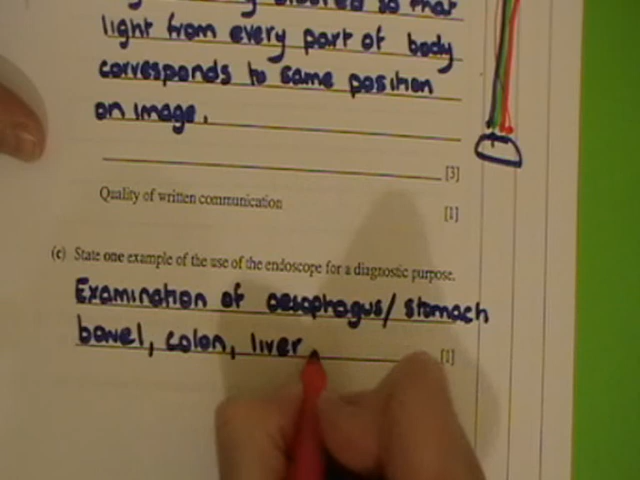 so that
light from every part of body
corresponds to same position
on image.
[3]
Quality of written communication
[1]
(c) State one example of the use of the endoscope for a diagnostic purpose.
Examination of oesophagus/stomach
bowel, colon, liver
[1]